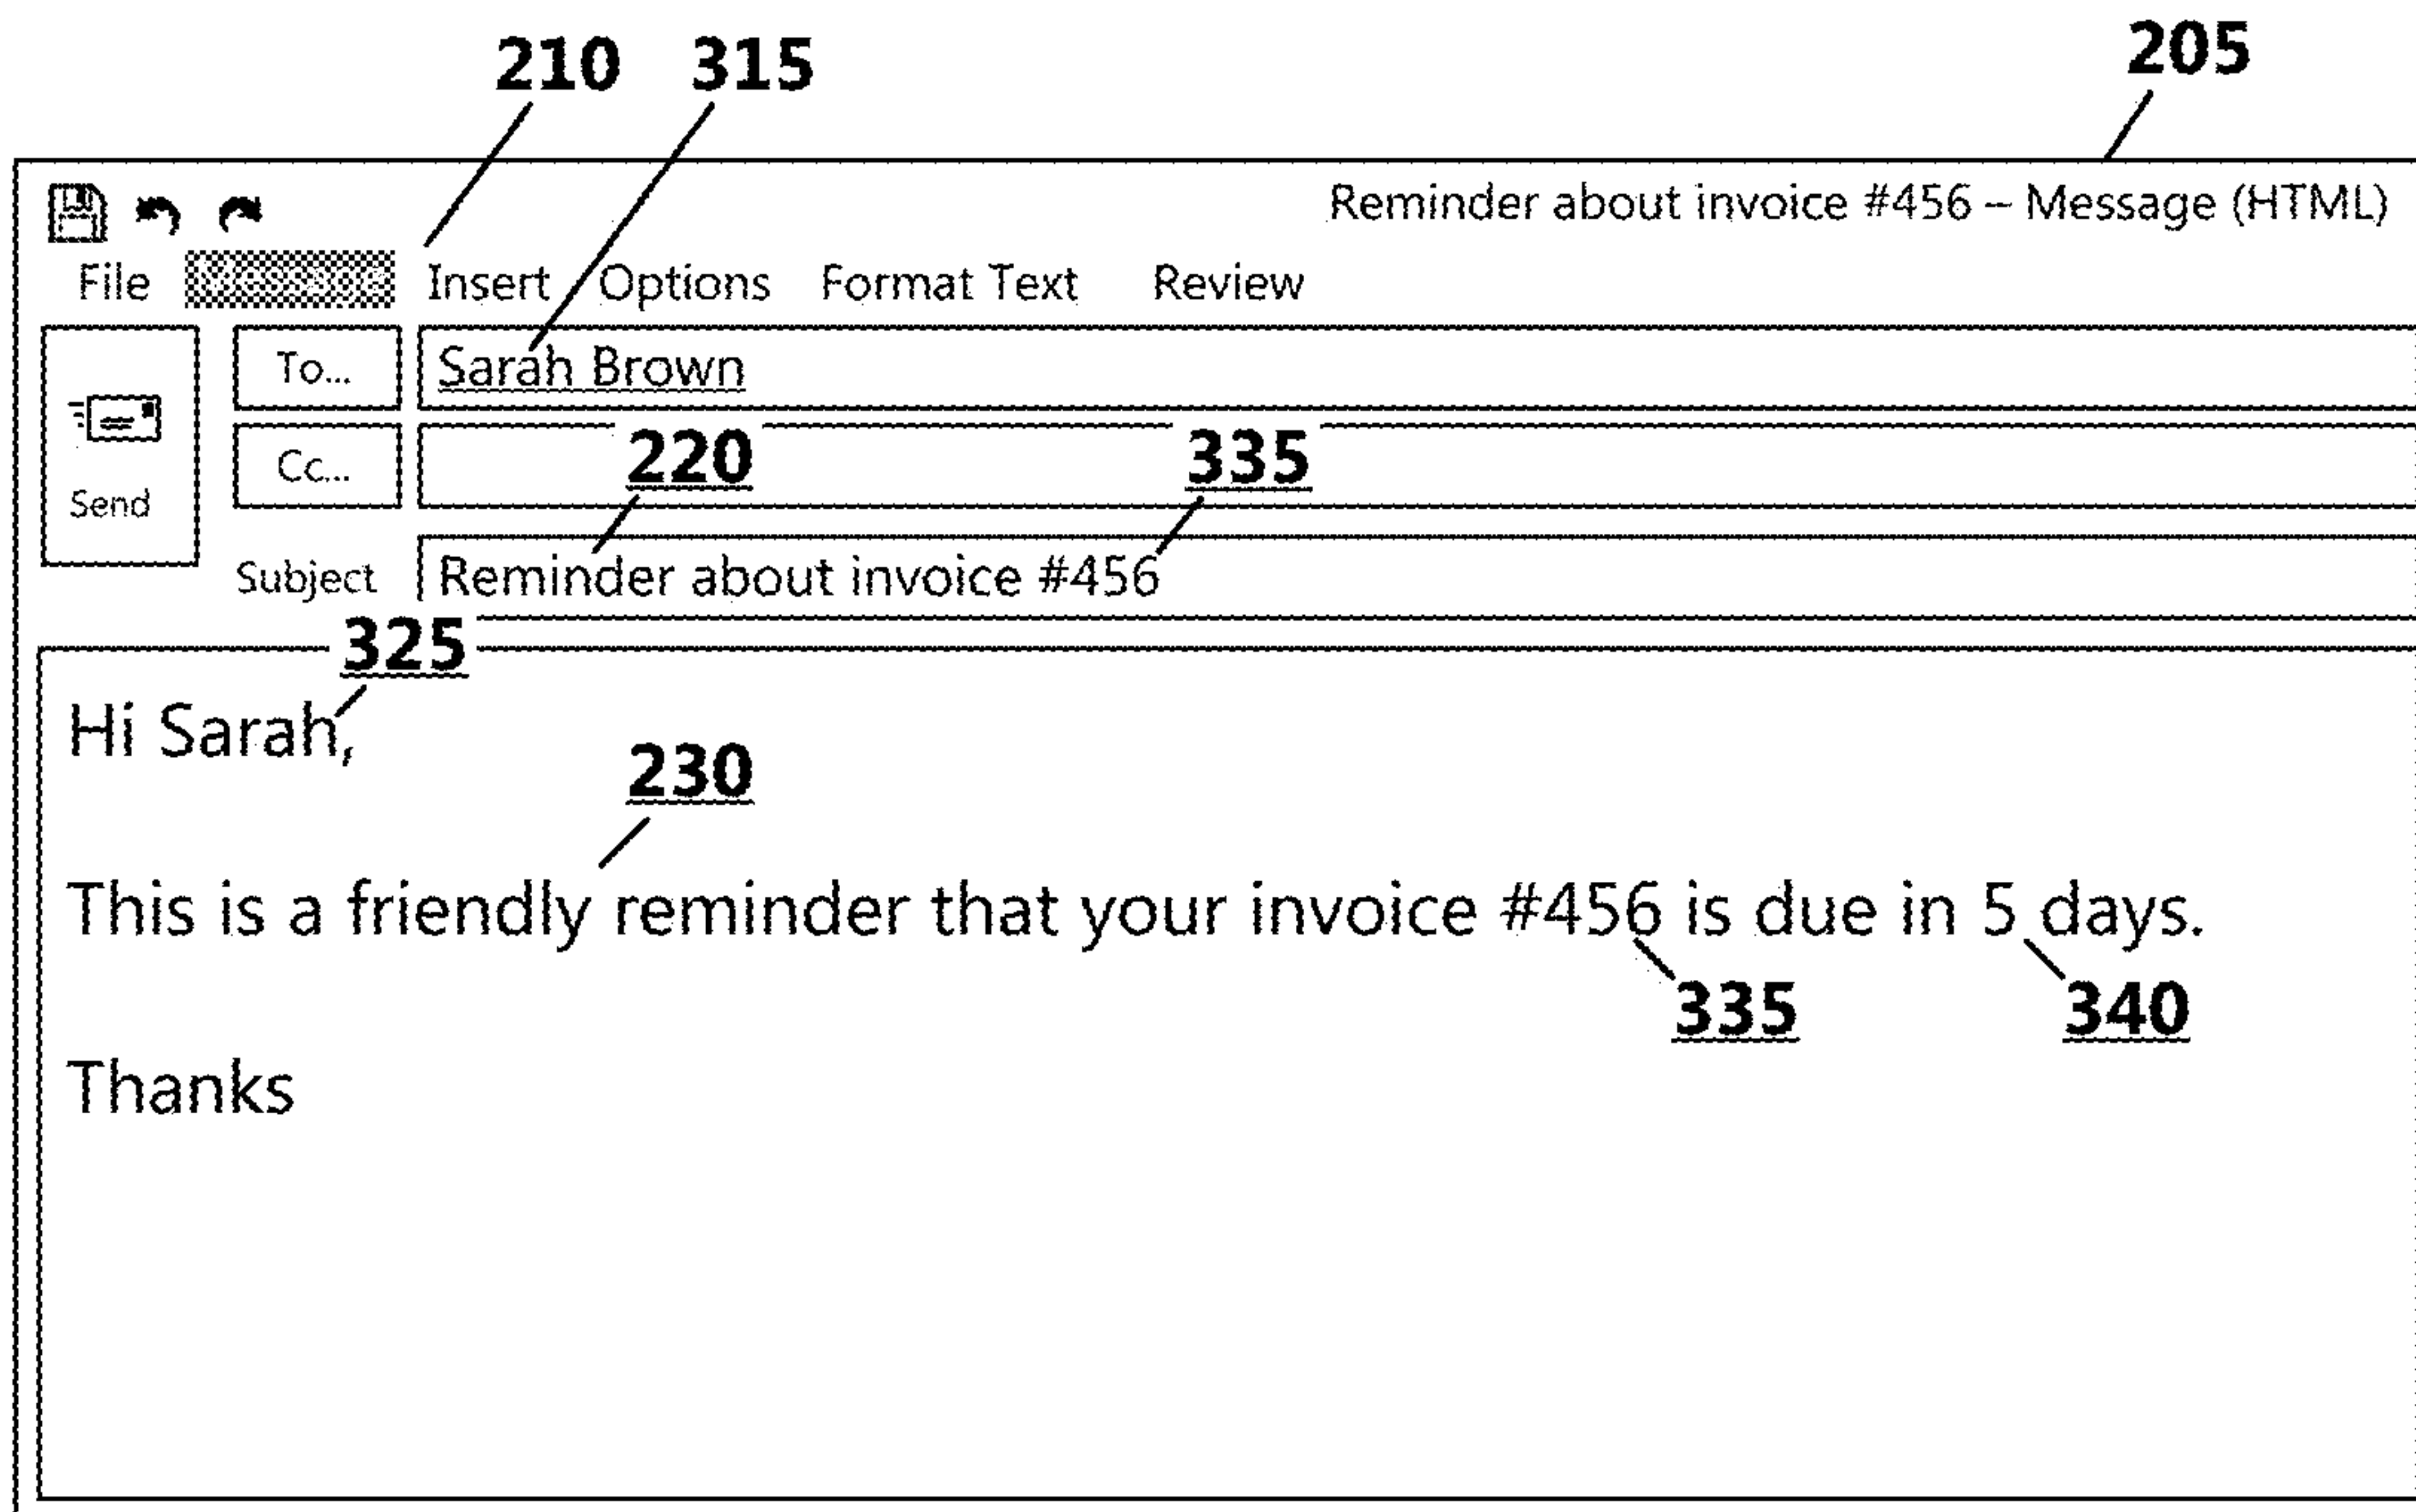 210 315 205
Reminder about invoice #456 – Message (HTML)
File Message Insert Options Format Text Review
To... Sarah Brown
Cc... 220 335
Send
Subject Reminder about invoice #456
325
Hi Sarah,
230
This is a friendly reminder that your invoice #456 is due in 5 days.
335 340
Thanks